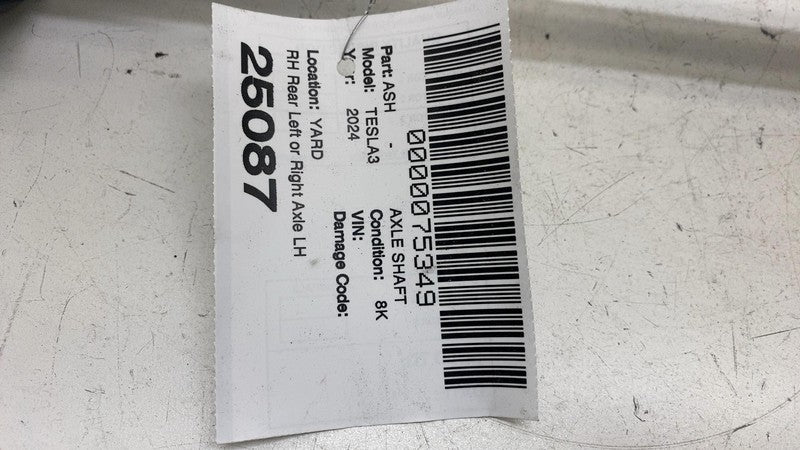 0000075349
Part: ASH - AXLE SHAFT
Model: TESLA3 Condition: 8K
Year: 2024 VIN:
Damage Code:
Location: YARD
RH Rear Left or Right Axle LH
25087